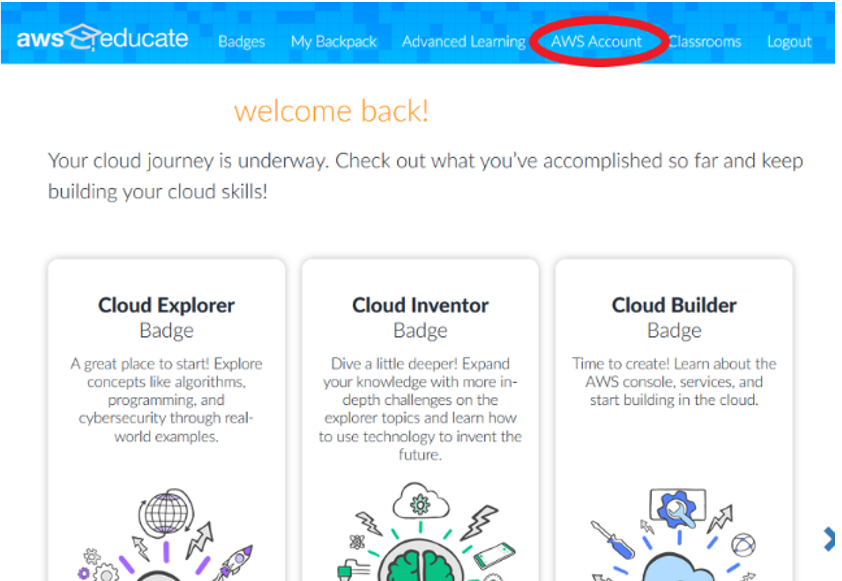 aws educate Badges My Backpack Advanced Learning AWS Account Classrooms Logout
welcome back!
Your cloud journey is underway. Check out what you've accomplished so far and keep
building your cloud skills!
Cloud Explorer
Badge
A great place to start! Explore
concepts like algorithms,
programming, and
cybersecurity through real-
world examples.
Cloud Inventor
Badge
Dive a little deeper! Expand
your knowledge with more in-
depth challenges on the
explorer topics and learn how
to use technology to invent the
future.
Cloud Builder
Badge
Time to create! Learn about the
AWS console, services, and
start building in the cloud.